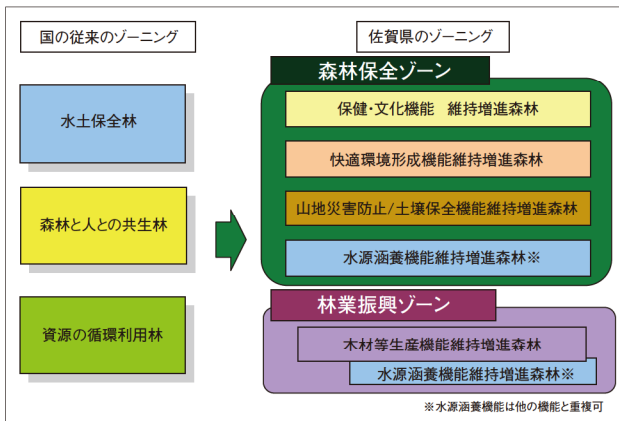 国の従来のゾーニング
佐賀県のゾーニング
水土保全林
森林と人との共生林
資源の循環利用林
森林保全ゾーン
保健・文化機能　維持増進森林
快適環境形成機能維持増進森林
山地災害防止/土壌保全機能維持増進森林
水源涵養機能維持増進森林※
林業振興ゾーン
木材等生産機能維持増進森林
水源涵養機能維持増進森林※
※水源涵養機能は他の機能と重複可